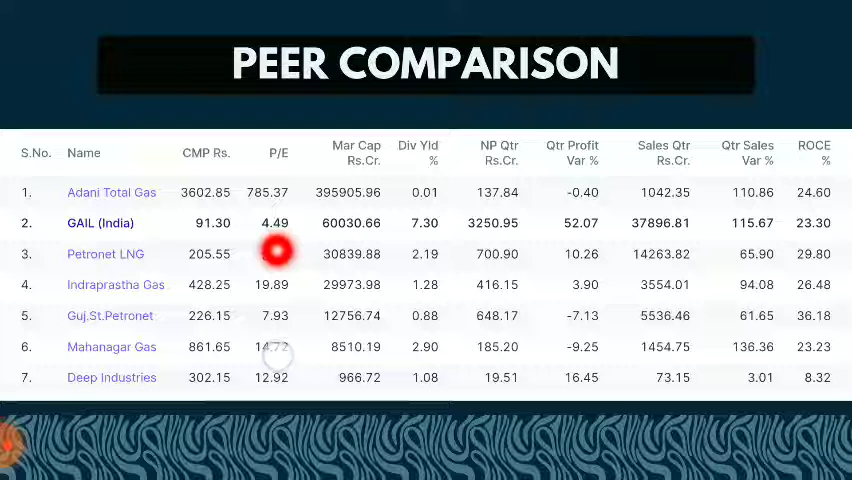 PEER COMPARISON
S.No. Name CMP Rs. P/E Mar Cap Rs.Cr. Div Yld % NP Qtr Rs.Cr. Qtr Profit Var % Sales Qtr Rs.Cr. Qtr Sales Var % ROCE %
1. Adani Total Gas 3602.85 785.37 395905.96 0.01 137.84 -0.40 1042.35 110.86 24.60
2. GAIL (India) 91.30 4.49 60030.66 7.30 3250.95 52.07 37896.81 115.67 23.30
3. Petronet LNG 205.55 30839.88 2.19 700.90 10.26 14263.82 65.90 29.80
4. Indraprastha Gas 428.25 19.89 29973.98 1.28 416.15 3.90 3554.01 94.08 26.48
5. Guj.St.Petronet 226.15 7.93 12756.74 0.88 648.17 -7.13 5536.46 61.65 36.18
6. Mahanagar Gas 861.65 14.72 8510.19 2.90 185.20 -9.25 1454.75 136.36 23.23
7. Deep Industries 302.15 12.92 966.72 1.08 19.51 16.45 73.15 3.01 8.32